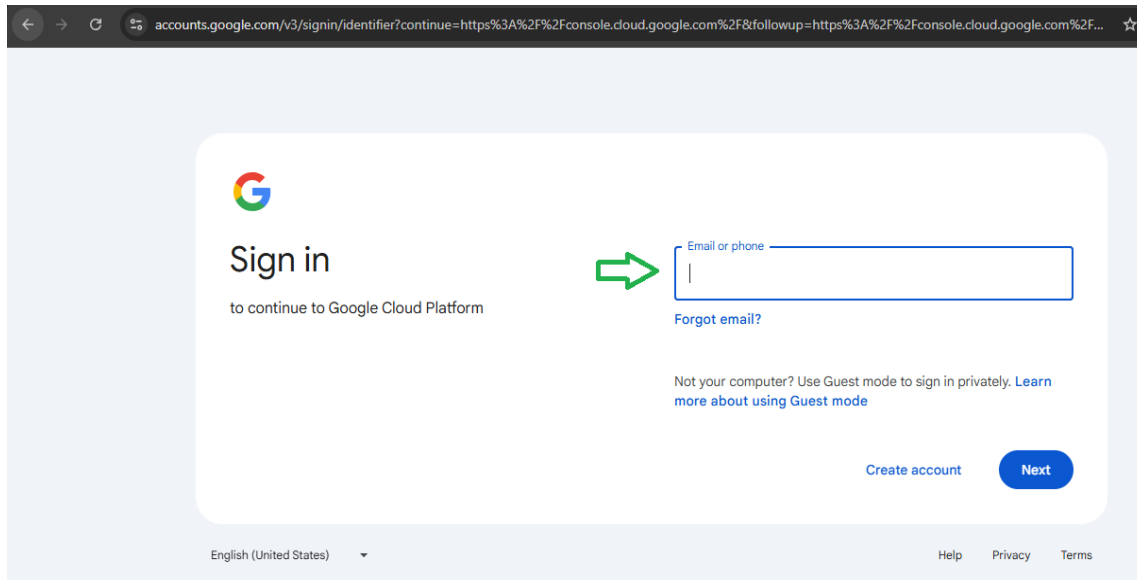 accounts.google.com/v3/signin/identifier?continue=https%3A%2F%2Fconsole.cloud.google.com%2F&followup=https%3A%2F%2Fconsole.cloud.google.com%2F...
Sign in
to continue to Google Cloud Platform
Email or phone
Forgot email?
Not your computer? Use Guest mode to sign in privately. Learn
more about using Guest mode
Create account
Next
English (United States)
Help
Privacy
Terms